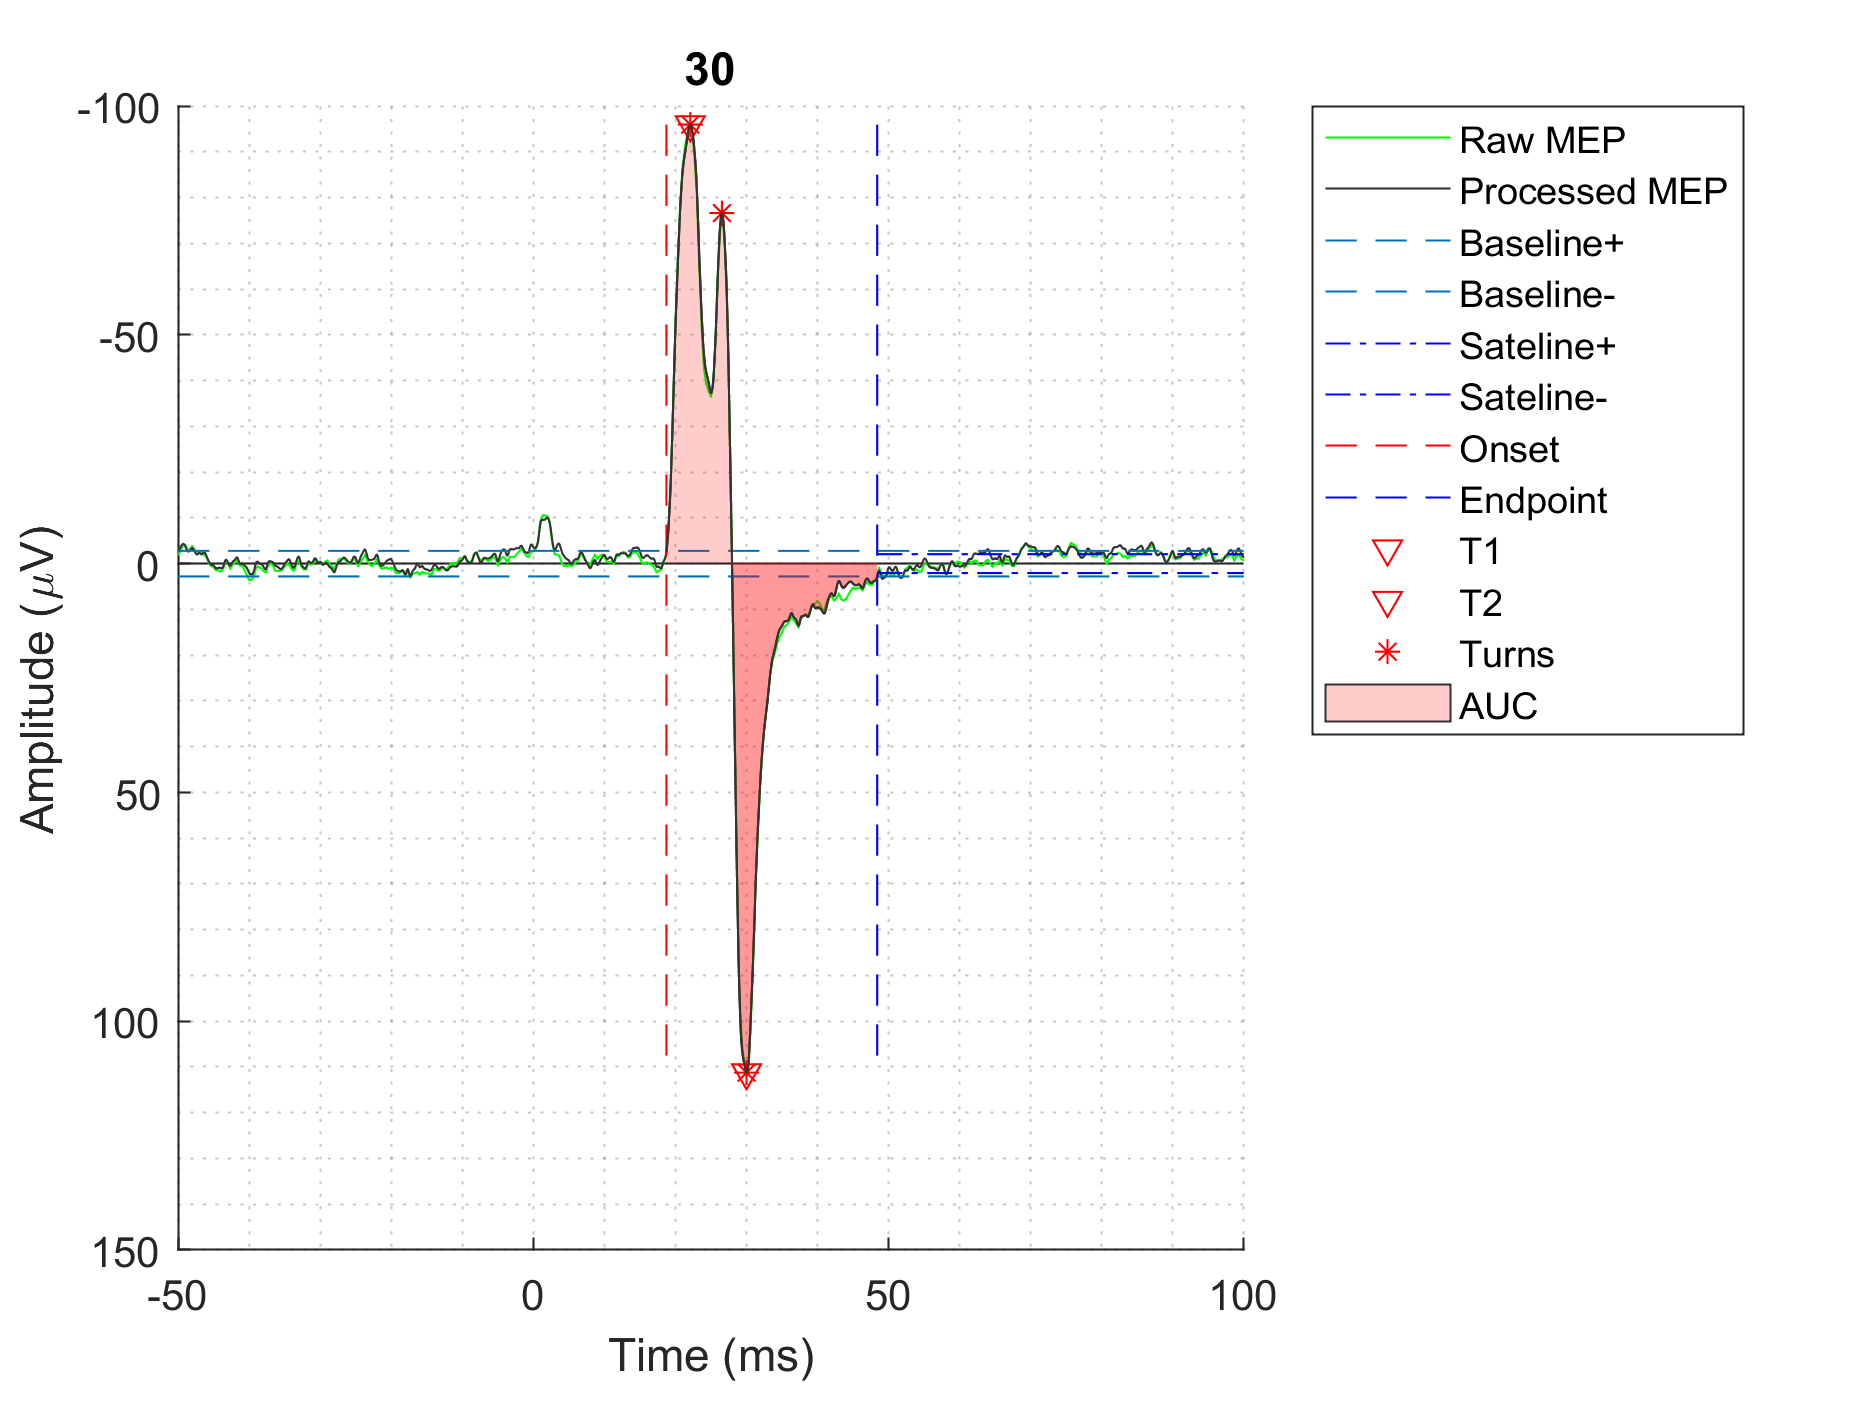 30
-100
-50
0
50
100
150
Amplitude (μV)
-50 0 50 100
Time (ms)
Raw MEP
Processed MEP
Baseline+
Baseline-
Sateline+
Sateline-
Onset
Endpoint
T1
T2
Turns
AUC